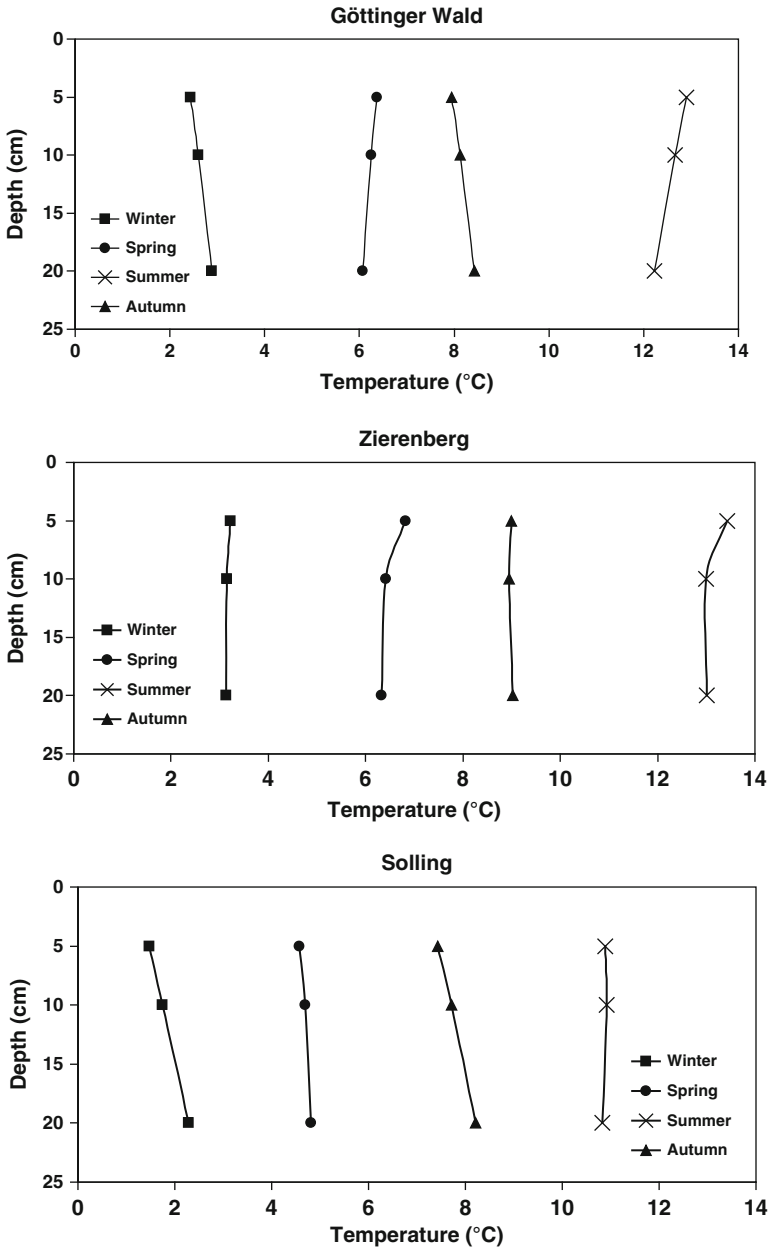 Göttinger Wald
0
5
10
15
20
25
Depth (cm)
Winter
Spring
Summer
Autumn
0 2 4 6 8 10 12 14
Temperature (°C)
Zierenberg
0
5
10
15
20
25
Depth (cm)
Winter
Spring
Summer
Autumn
0 2 4 6 8 10 12 14
Temperature (°C)
Solling
0
5
10
15
20
25
Depth (cm)
Winter
Spring
Summer
Autumn
0 2 4 6 8 10 12 14
Temperature (°C)